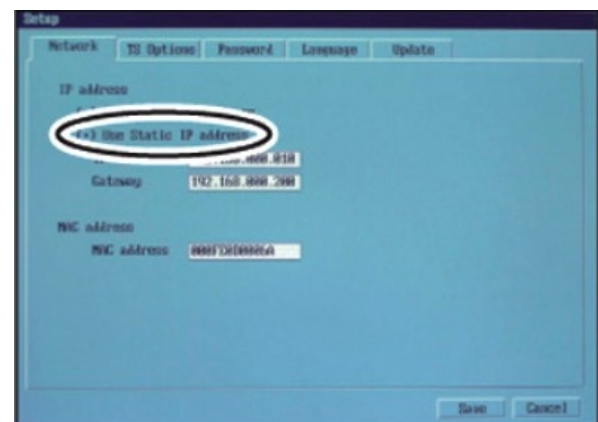 Setup
Network TS Options Password Language Update
IP address
(•) Use Static IP address
Gateway 192.168.000.200
MAC address
MAC address
Save Cancel